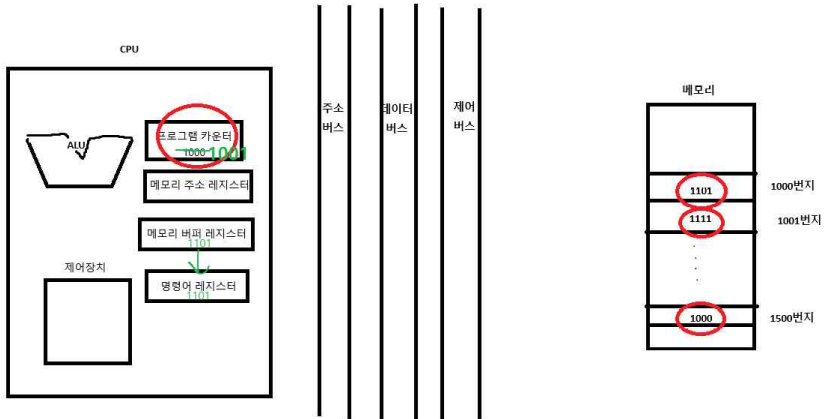 CPU
ALU
프로그램 카운터
1000 1001
메모리 주소 레지스터
메모리 버퍼 레지스터
1101
명령어 레지스터
1101
제어장치
주소
버스
데이터
버스
제어
버스
메모리
1101
1000번지
1111
1001번지
1000
1500번지